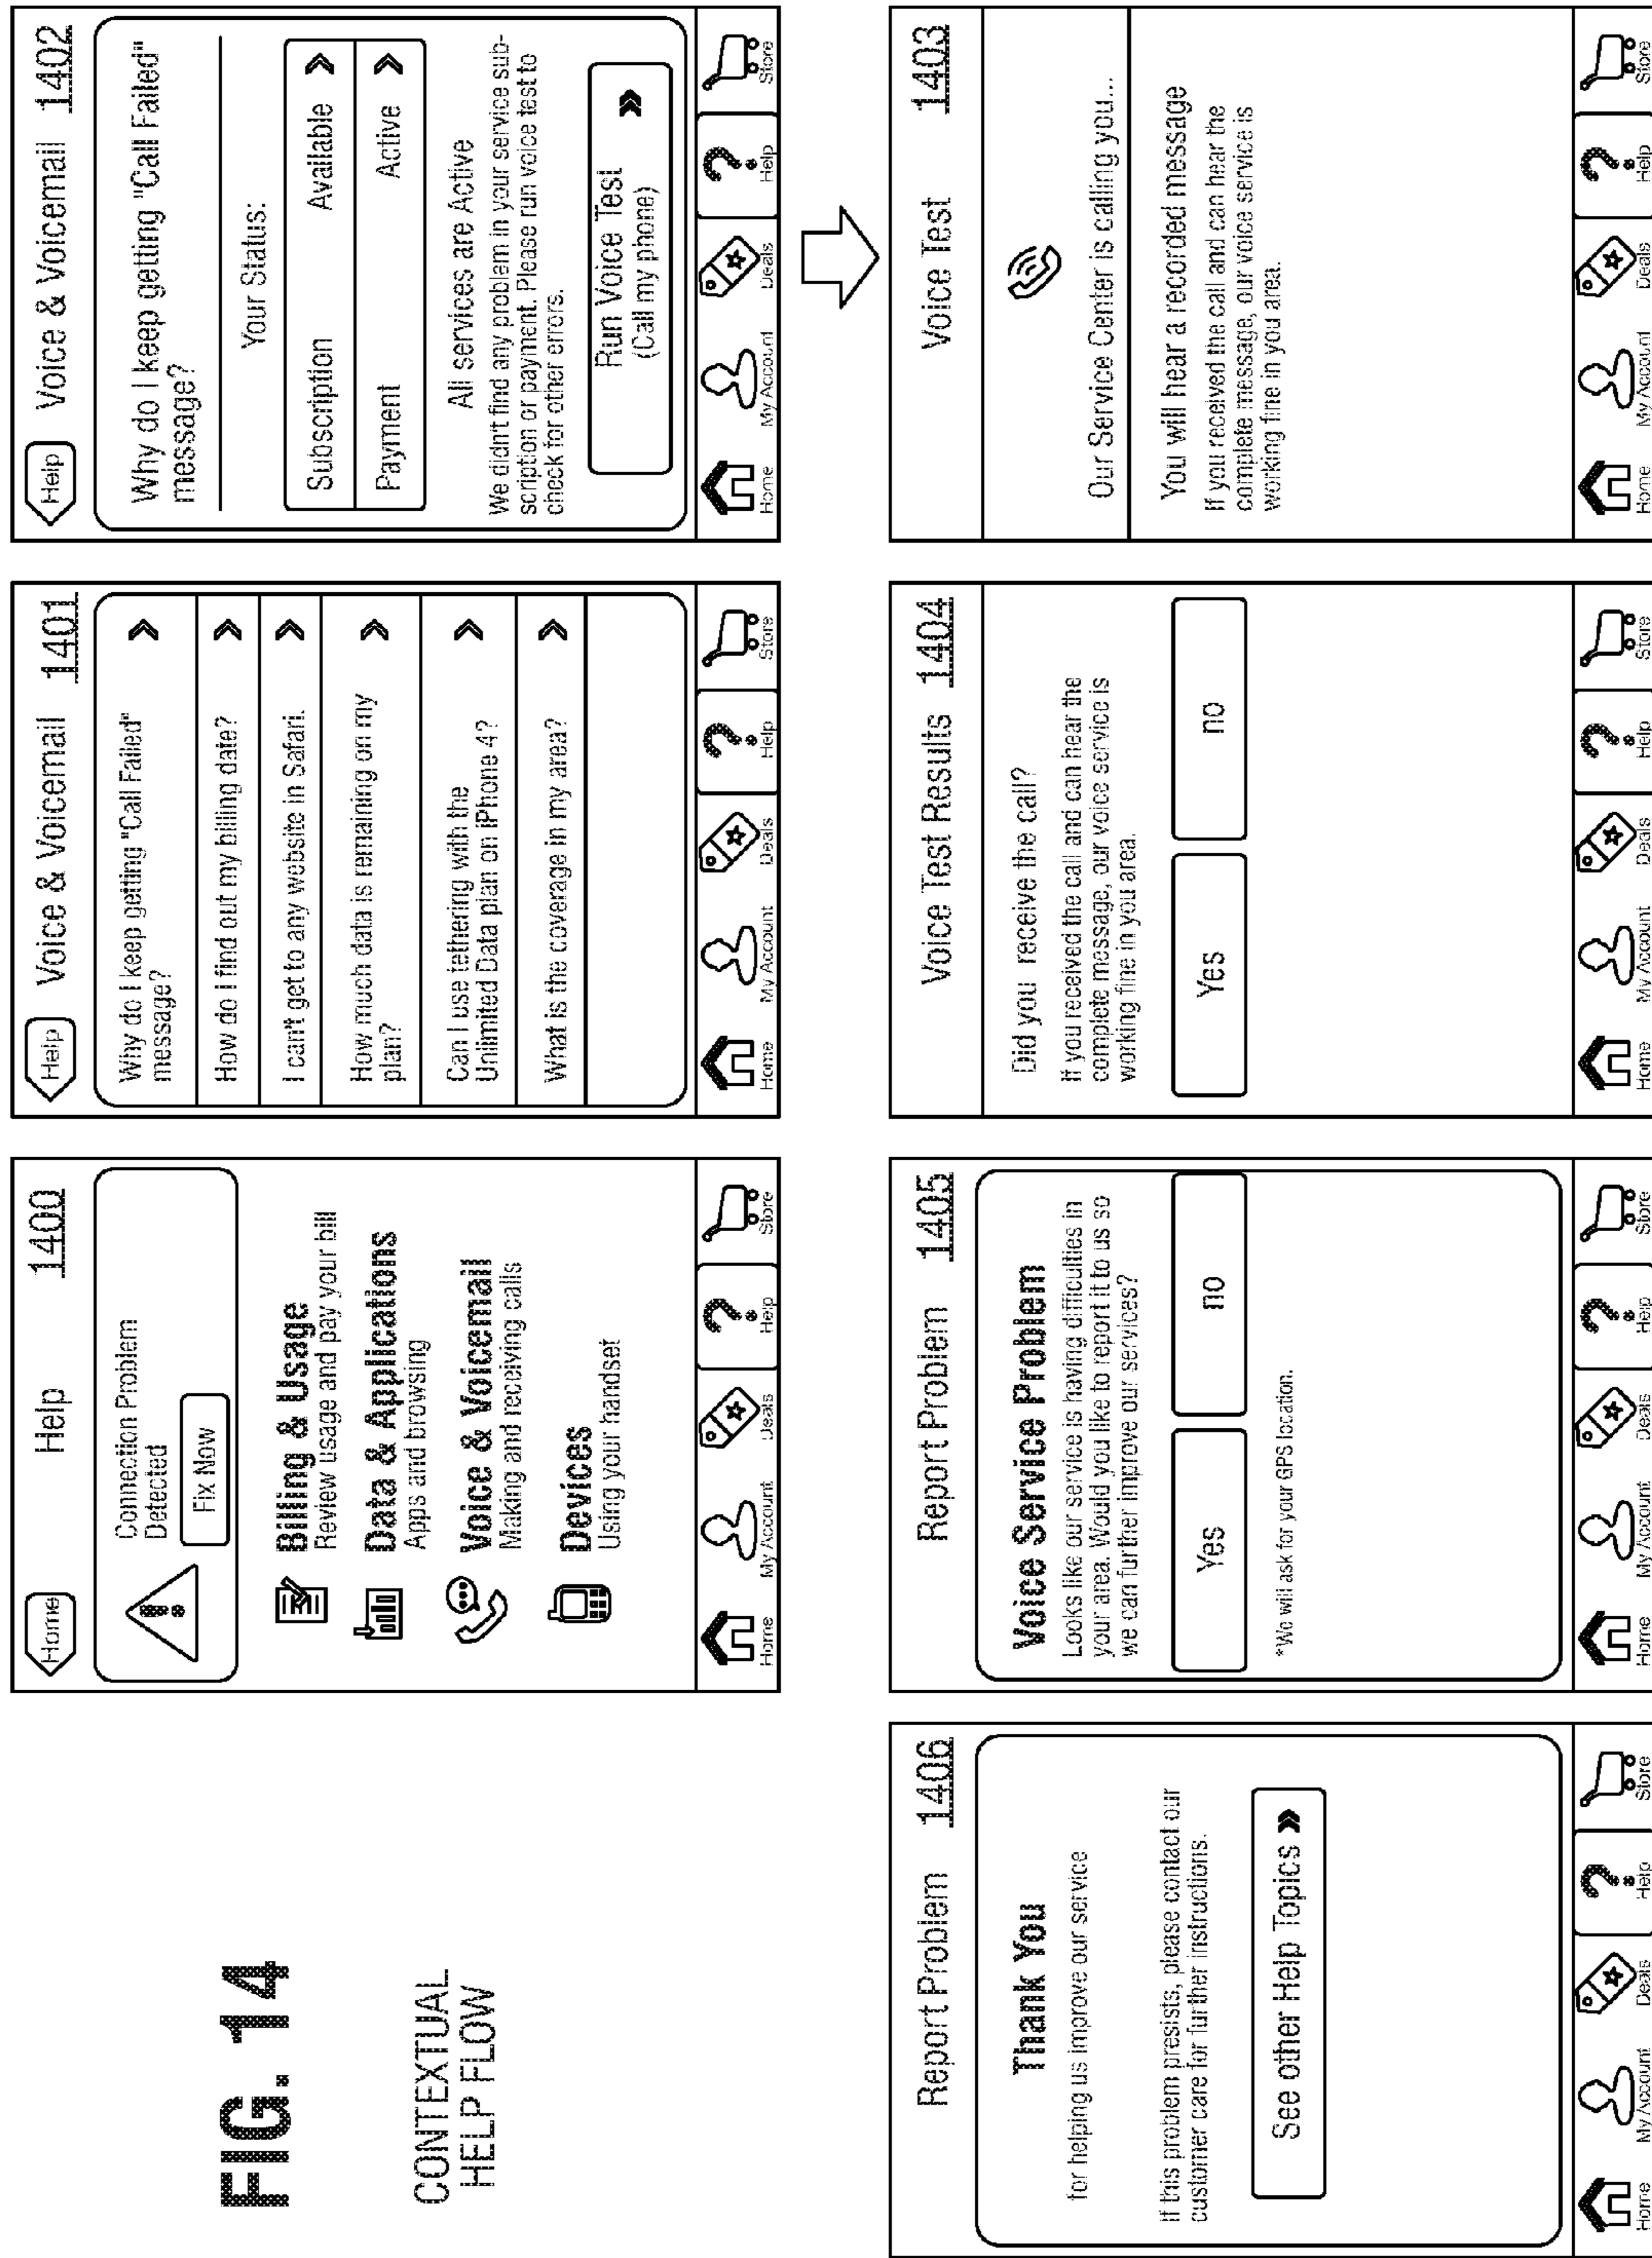 FIG. 14
CONTEXTUAL
HELP FLOW
Home
Help
1400
Connection Problem
Detected
Fix Now
Billing & Usage
Review usage and pay your bill
Data & Applications
Apps and browsing
Voice & Voicemail
Making and receiving calls
Devices
Using your handset
Home
My Account
Deals
Help
Store
Help
Voice & Voicemail
1401
Why do I keep getting "Call Failed"
message?
How do I find out my billing date?
I can't get to any website in Safari.
How much data is remaining on my
plan?
Can I use tethering with the
Unlimited Data plan on iPhone 4?
What is the coverage in my area?
Home
My Account
Deals
Help
Store
Help
Voice & Voicemail
1402
Why do I keep getting "Call Failed"
message?
Your Status:
Subscription Available
Payment Active
All services are Active
We didn't find any problem in your service sub-
scription or payment. Please run voice test to
check for other errors.
Run Voice Test
(Call my phone)
Home
My Account
Deals
Help
Store
Report Problem
1406
Thank You
for helping us improve our service
If this problem presists, please contact our
customer care for further instructions.
See other Help Topics
Home
My Account
Deals
Help
Store
Report Problem
1405
Voice Service Problem
Looks like our service is having difficulties in
your area. Would you like to report it to us so
we can further improve our services?
Yes
no
*We will ask for your GPS location.
Home
My Account
Deals
Help
Store
Voice Test Results
1404
Did you receive the call?
If you received the call and can hear the
complete message, our voice service is
working fine in you area.
Yes
no
Home
My Account
Deals
Help
Store
Voice Test
1403
Our Service Center is calling you...
You will hear a recorded message
If you received the call and can hear the
complete message, our voice service is
working fine in you area.
Home
My Account
Deals
Help
Store